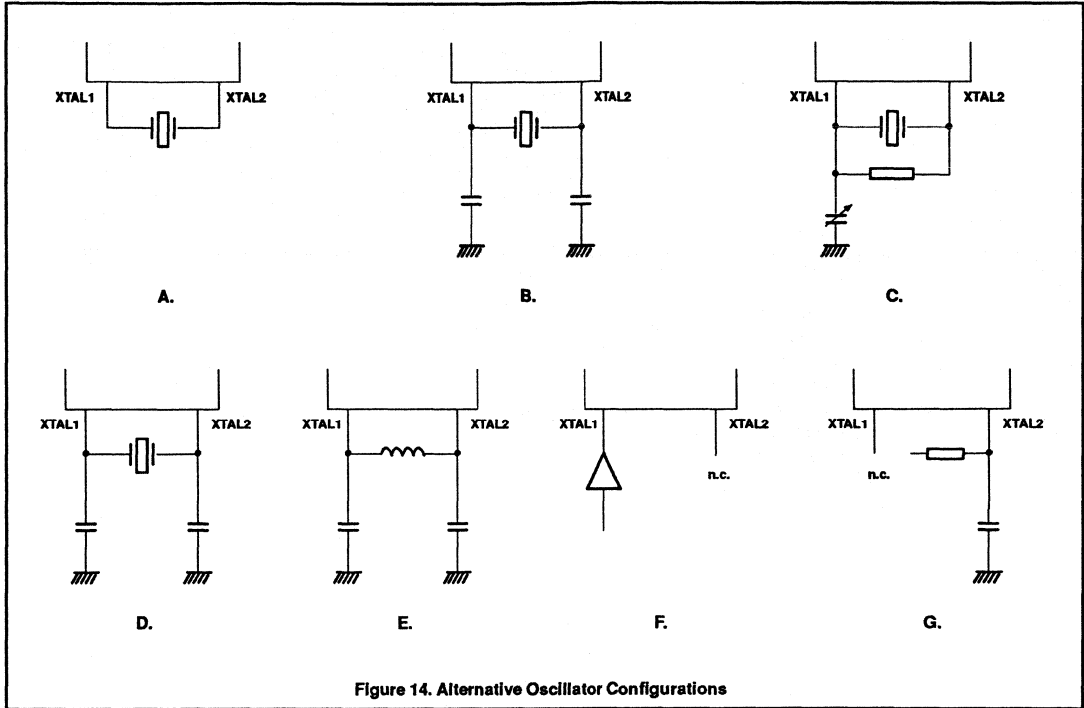 XTAL1 XTAL2
XTAL1 XTAL2
XTAL1 XTAL2
A.
B.
C.
XTAL1 XTAL2
XTAL1 XTAL2
XTAL1 XTAL2
XTAL1 XTAL2
n.c.
n.c.
D.
E.
F.
G.
Figure 14. Alternative Oscillator Configurations